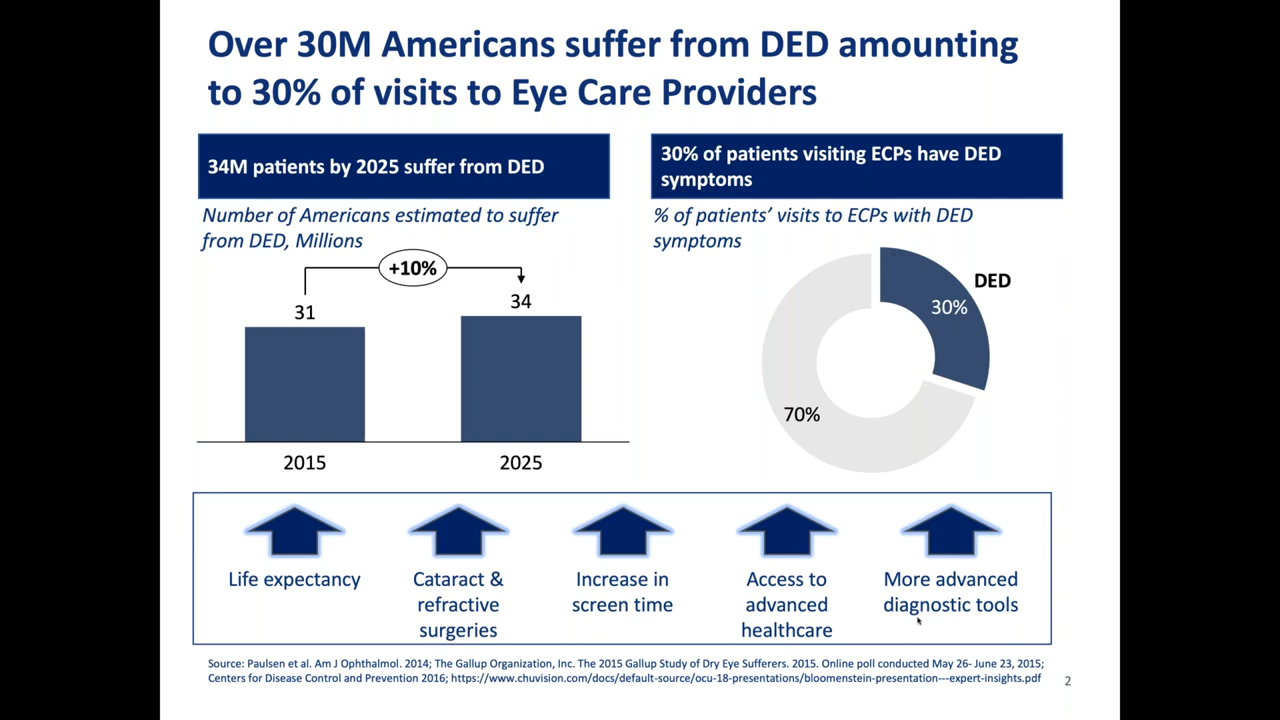 Over 30M Americans suffer from DED amounting
to 30% of visits to Eye Care Providers
34M patients by 2025 suffer from DED
Number of Americans estimated to suffer
from DED, Millions
+10%
31
34
2015
2025
30% of patients visiting ECPs have DED
symptoms
% of patients’ visits to ECPs with DED
symptoms
DED
30%
70%
Life expectancy
Cataract &
refractive
surgeries
Increase in
screen time
Access to
advanced
healthcare
More advanced
diagnostic tools
Source: Paulsen et al. Am J Ophthalmol. 2014; The Gallup Organization, Inc. The 2015 Gallup Study of Dry Eye Sufferers. 2015. Online poll conducted May 26- June 23, 2015;
Centers for Disease Control and Prevention 2016; https://www.chuvision.com/docs/default-source/ocu-18-presentations/bloomenstein-presentation---expert-insights.pdf
2